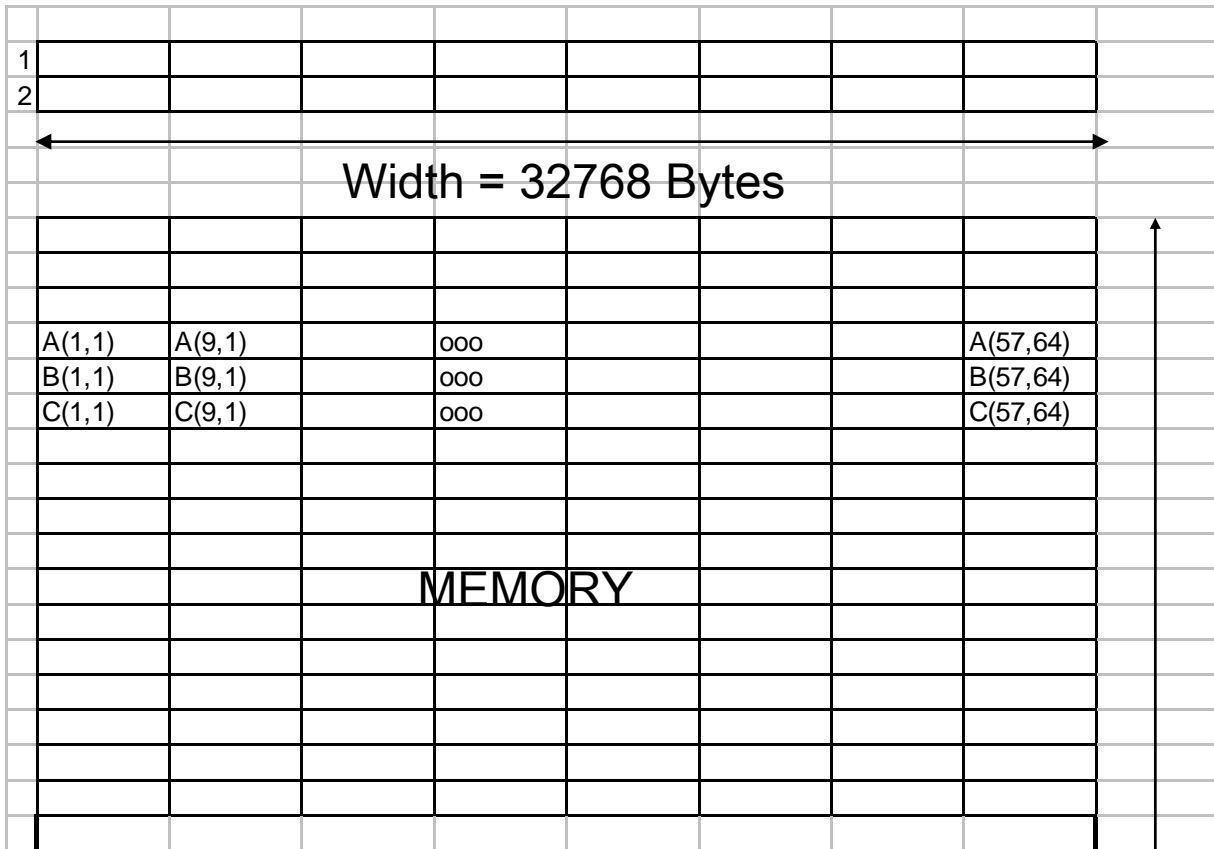 1
2
Width = 32768 Bytes
A(1,1) A(9,1) ooo A(57,64)
B(1,1) B(9,1) ooo B(57,64)
C(1,1) C(9,1) ooo C(57,64)
MEMORY